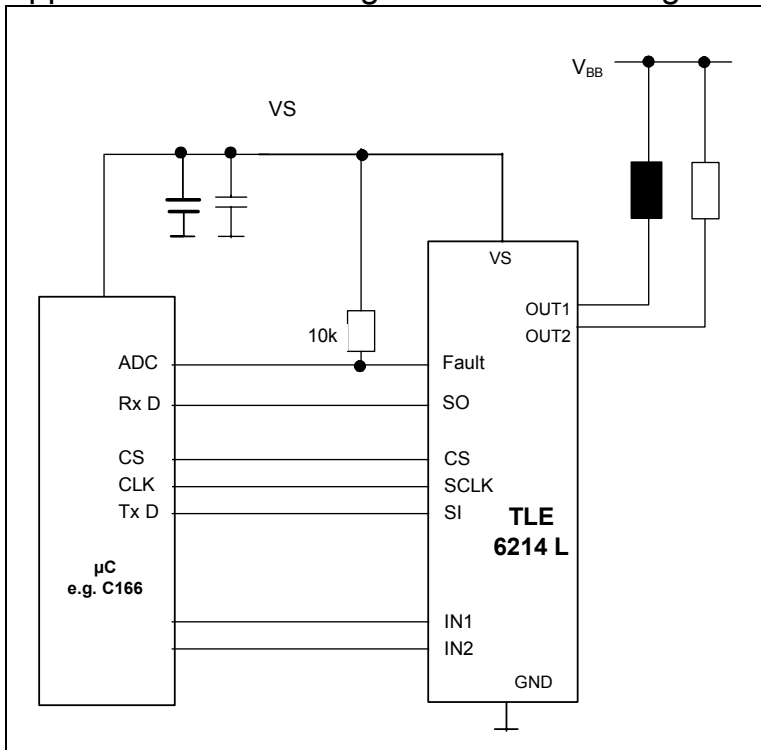 V_BB
VS
VS
OUT1
OUT2
10k
ADC
Fault
Rx D
SO
CS
CS
CLK
SCLK
Tx D
SI
TLE
6214 L
µC
e.g. C166
IN1
IN2
GND